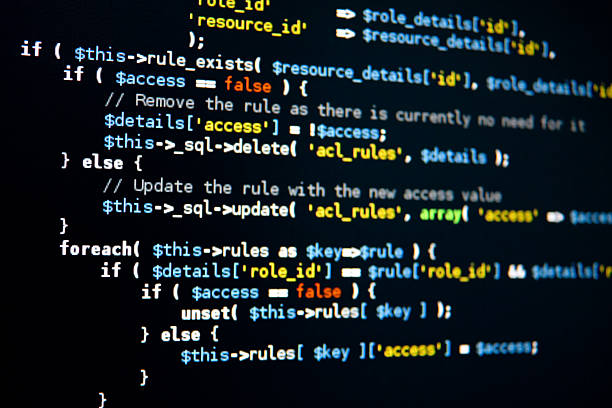 'role_id' => $role_details['id'],
'resource_id' => $resource_details['id'],
);
if ( $this->rule_exists( $resource_details['id'], $role_details['id
if ( $access == false ) {
// Remove the rule as there is currently no need for it
$details['access'] = !$access;
$this->_sql->delete( 'acl_rules', $details );
} else {
// Update the rule with the new access value
$this->_sql->update( 'acl_rules', array( 'access' => $acces
}
foreach( $this->rules as $key=>$rule ) {
if ( $details['role_id'] == $rule['role_id'] && $details['r
if ( $access == false ) {
unset( $this->rules[ $key ] );
} else {
$this->rules[ $key ]['access'] = $access;
}
}